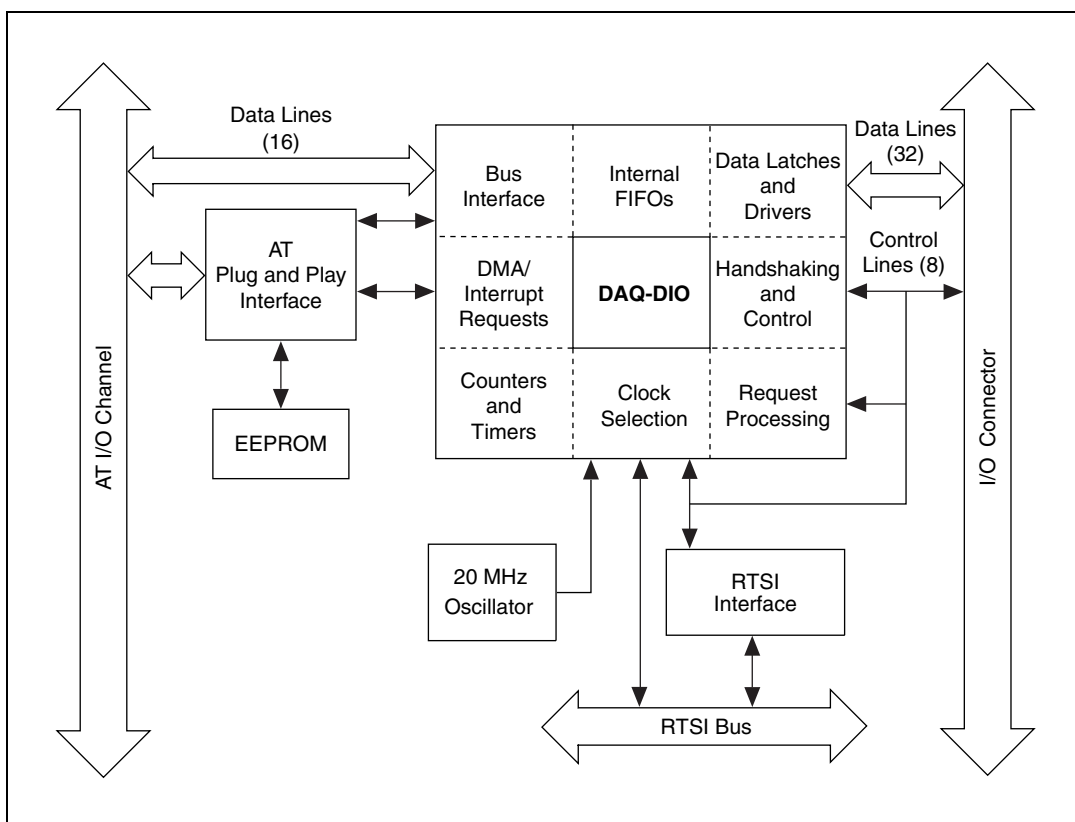 Data Lines
(16)
Data Lines
(32)
Bus
Interface
Internal
FIFOs
Data Latches
and
Drivers
AT
Plug and Play
Interface
Control
Lines (8)
DMA/
Interrupt
Requests
DAQ-DIO
Handshaking
and
Control
Counters
and
Timers
Clock
Selection
Request
Processing
EEPROM
AT I/O Channel
I/O Connector
20 MHz
Oscillator
RTSI
Interface
RTSI Bus